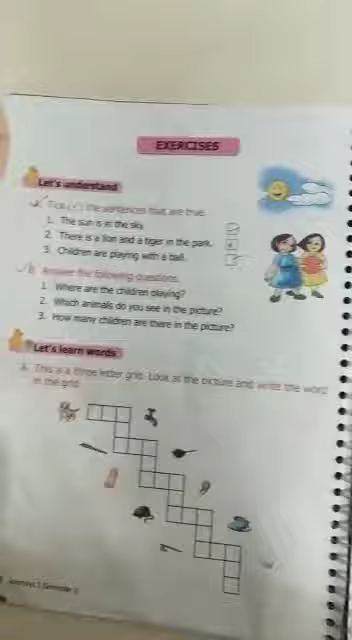 EXERCISES
Let's understand
A. Tick (✓) the sentences that are true.
1. The sun is in the sky.
2. There is a lion and a tiger in the park.
3. Children are playing with a ball.
B. Answer the following questions.
1. Where are the children playing?
2. Which animals do you see in the picture?
3. How many children are there in the picture?
Let's learn words
A. This is a three letter grid. Look at the picture and write the word
in the grid.